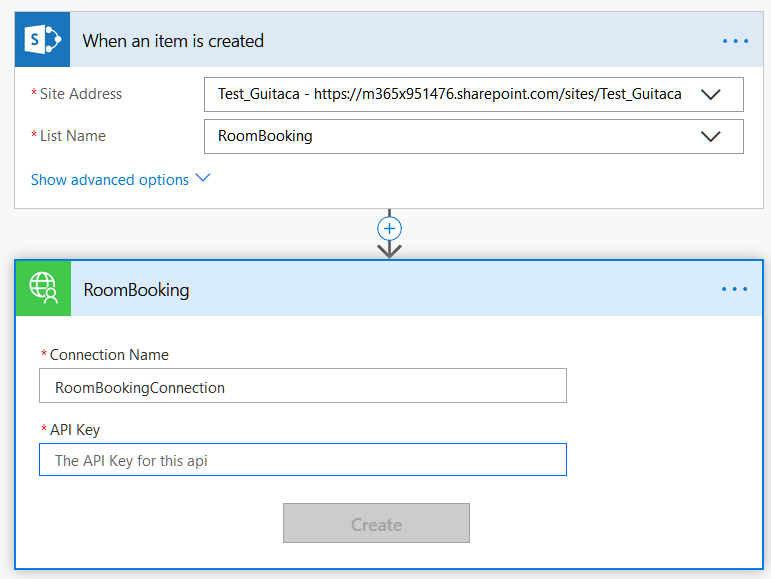 S
When an item is created
* Site Address
Test_Guitaca - https://m365x951476.sharepoint.com/sites/Test_Guitaca
* List Name
RoomBooking
Show advanced options
RoomBooking
* Connection Name
RoomBookingConnection
* API Key
The API Key for this api
Create